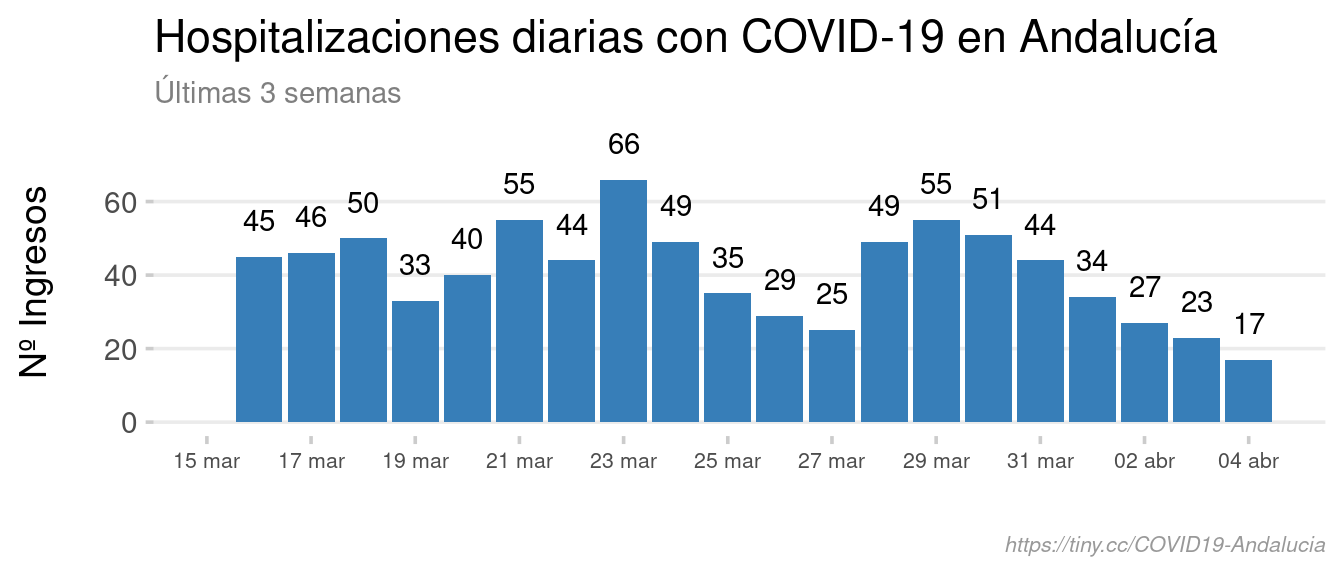 Hospitalizaciones diarias con COVID-19 en Andalucía
Últimas 3 semanas
Nº Ingresos
60
40
20
0
45 46 50 33 40 55 44 66 49 35 29 25 49 55 51 44 34 27 23 17
15 mar 17 mar 19 mar 21 mar 23 mar 25 mar 27 mar 29 mar 31 mar 02 abr 04 abr
https://tiny.cc/COVID19-Andalucia